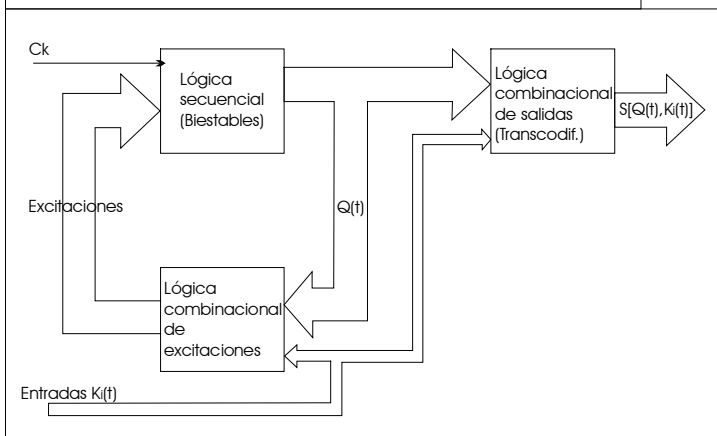 Ck
Lógica
secuencial
(Biestables)
Lógica
combinacional
de salidas
(Transcodif.)
S[Q(t),Ki(t)]
Excitaciones
Q(t)
Lógica
combinacional
de
excitaciones
Entradas Ki(t)